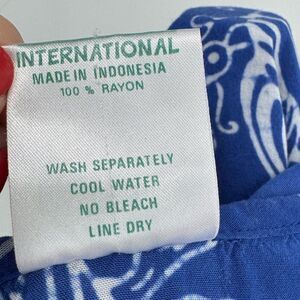 INTERNATIONAL
MADE IN INDONESIA
100 % RAYON
WASH SEPARATELY
COOL WATER
NO BLEACH
LINE DRY